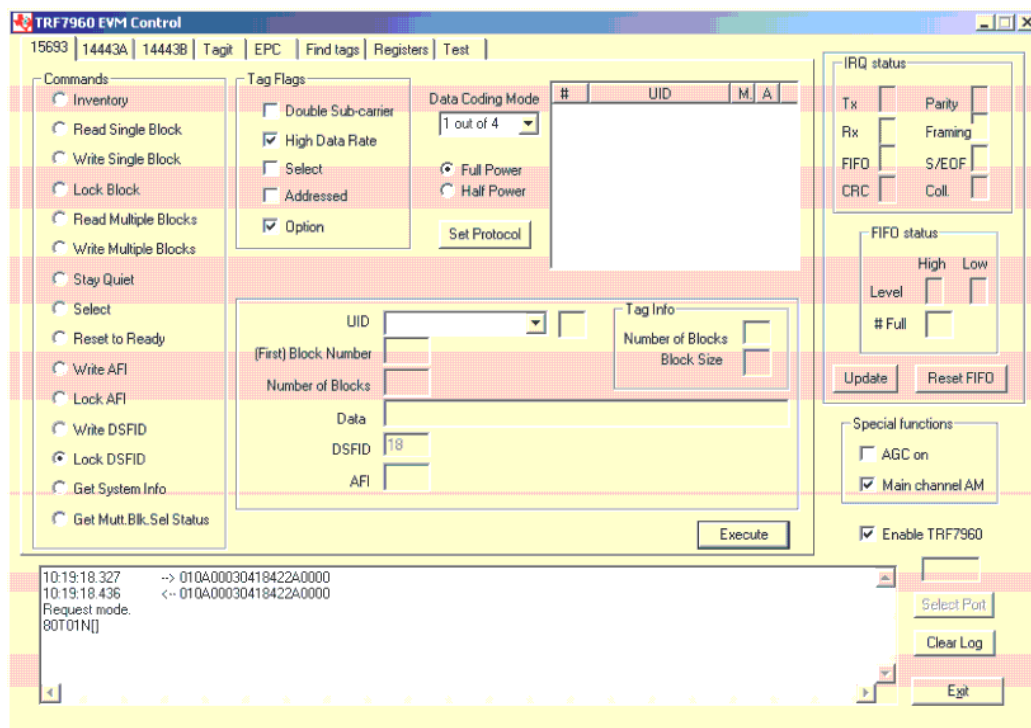 TRF7960 EVM Control
15693 14443A 14443B Tagit EPC Find tags Registers Test
Commands
Inventory
Read Single Block
Write Single Block
Lock Block
Read Multiple Blocks
Write Multiple Blocks
Stay Quiet
Select
Reset to Ready
Write AFI
Lock AFI
Write DSFID
Lock DSFID
Get System Info
Get Mutt.Blk.Sel Status
Tag Flags
Double Sub-carrier
High Data Rate
Select
Addressed
Option
Data Coding Mode
1 out of 4
Full Power
Half Power
Set Protocol
# UID M. A
UID
(First) Block Number
Number of Blocks
Data
DSFID 18
AFI
Tag Info
Number of Blocks
Block Size
Execute
IRQ status
Tx Parity
Rx Framing
FIFO S/EOF
CRC Coll.
FIFO status
High Low
Level
# Full
Update Reset FIFO
Special functions
AGC on
Main channel AM
Enable TRF7960
Select Port
Clear Log
Exit
10:19:18.327 --> 010A00030418422A0000
10:19:18.436 <-- 010A00030418422A0000
Request mode.
80T01N[]